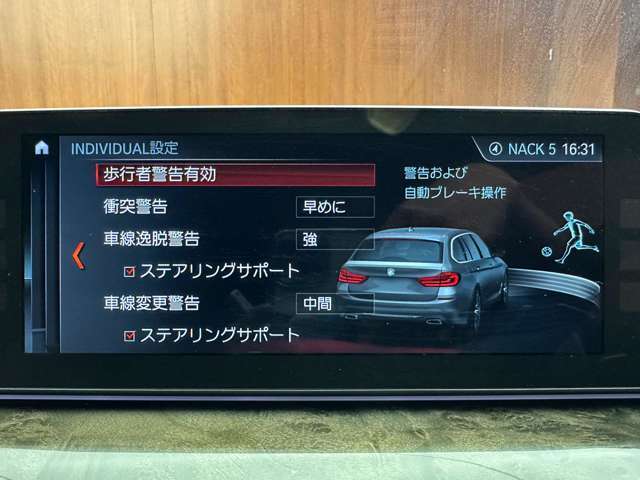 INDIVIDUAL設定
NACK 5 16:31
歩行者警告有効
衝突警告 早めに
車線逸脱警告 強
ステアリングサポート
車線変更警告 中間
ステアリングサポート
警告および
自動ブレーキ操作